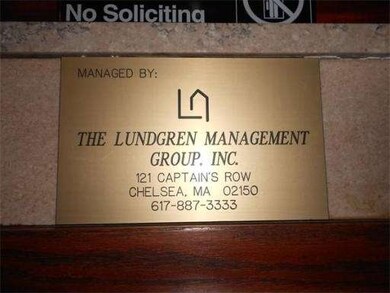 No Soliciting
MANAGED BY:
THE LUNDGREN MANAGEMENT
GROUP, INC.
121 CAPTAIN'S ROW
CHELSEA, MA 02150
617-887-3333